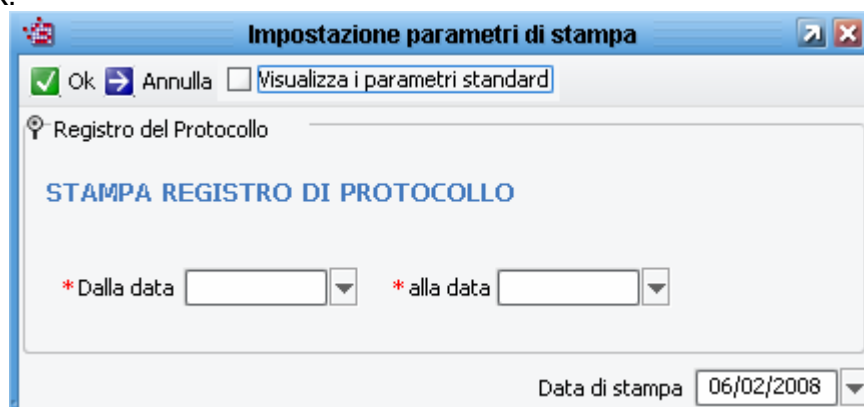 Impostazione parametri di stampa
Ok Annulla Visualizza i parametri standard
Registro del Protocollo
STAMPA REGISTRO DI PROTOCOLLO
*Dalla data *alla data
Data di stampa 06/02/2008